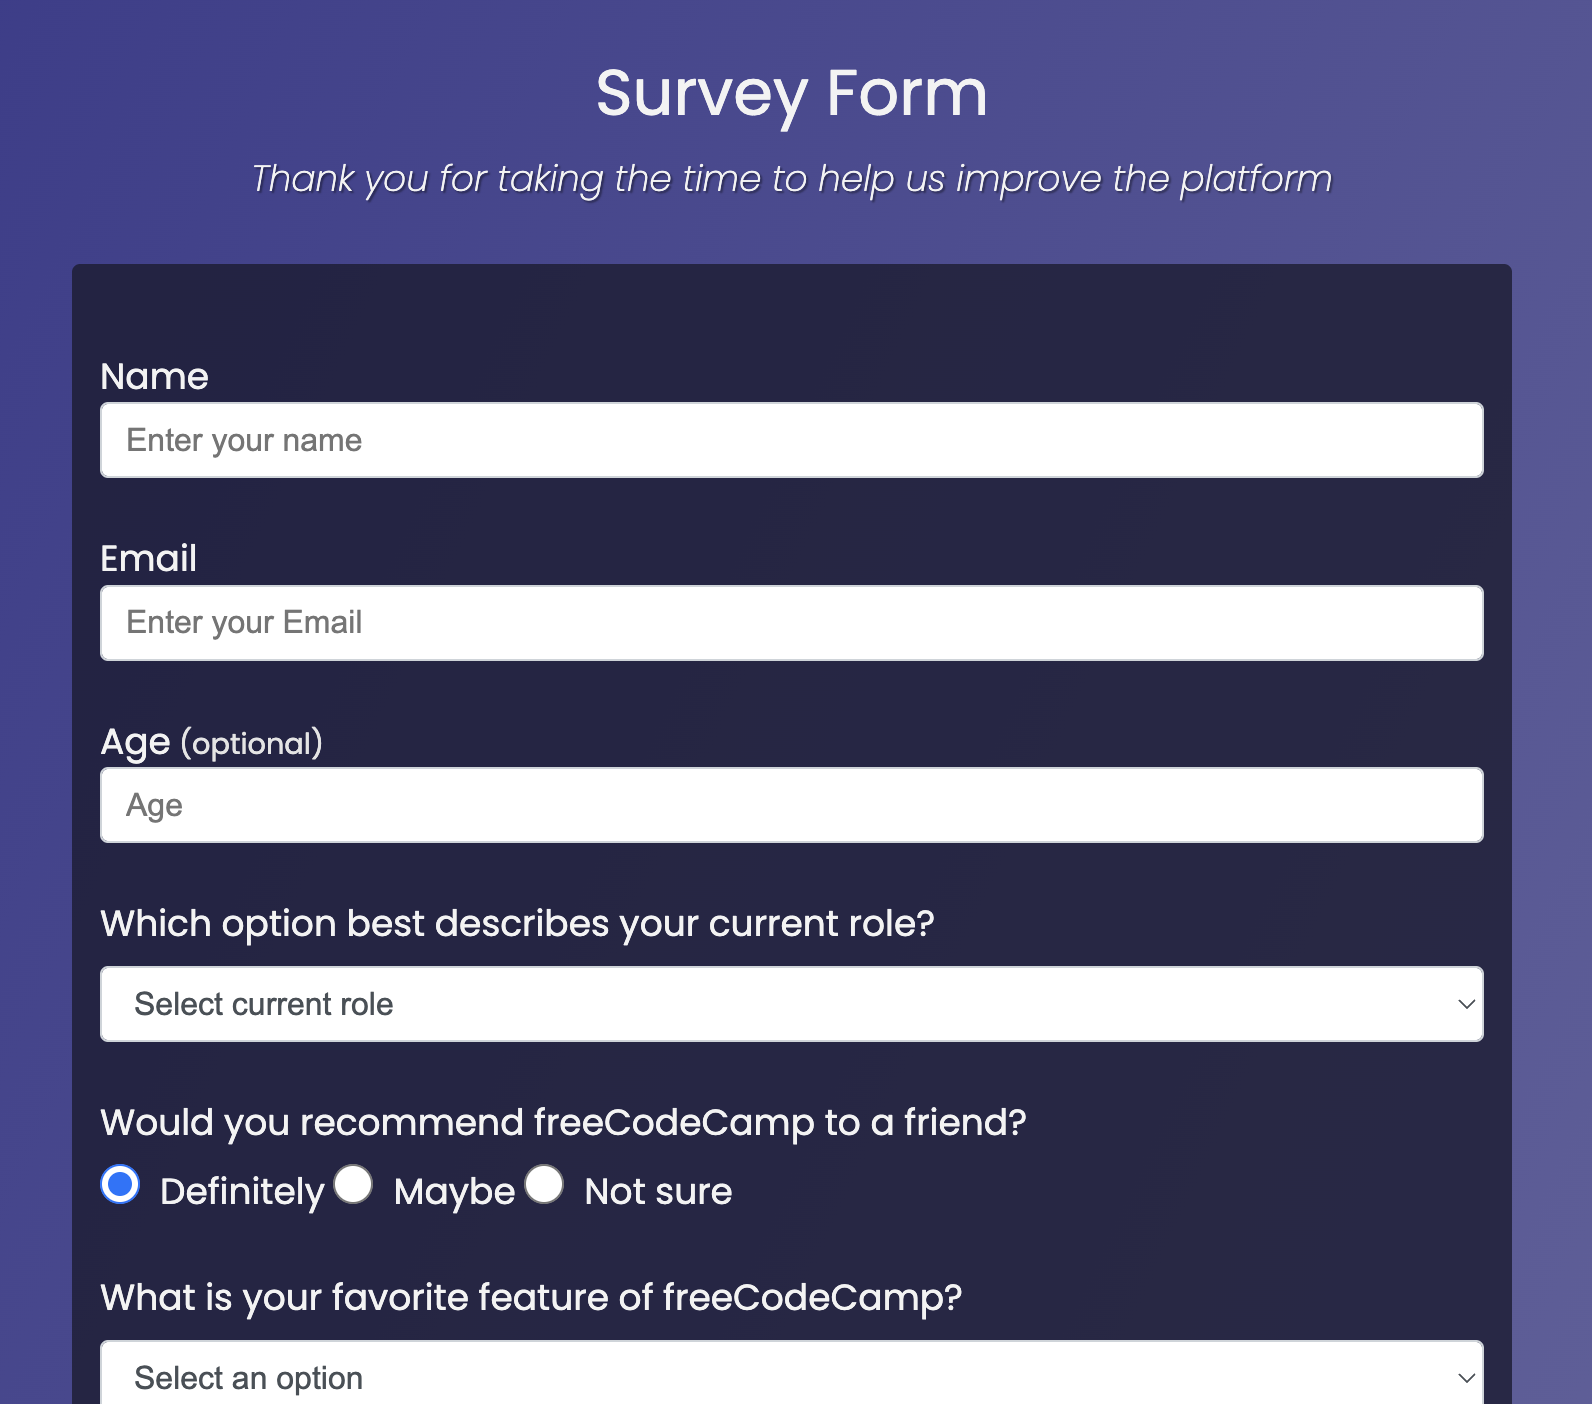 Survey Form
Thank you for taking the time to help us improve the platform
Name
Enter your name
Email
Enter your Email
Age (optional)
Age
Which option best describes your current role?
Select current role
Would you recommend freeCodeCamp to a friend?
Definitely Maybe Not sure
What is your favorite feature of freeCodeCamp?
Select an option